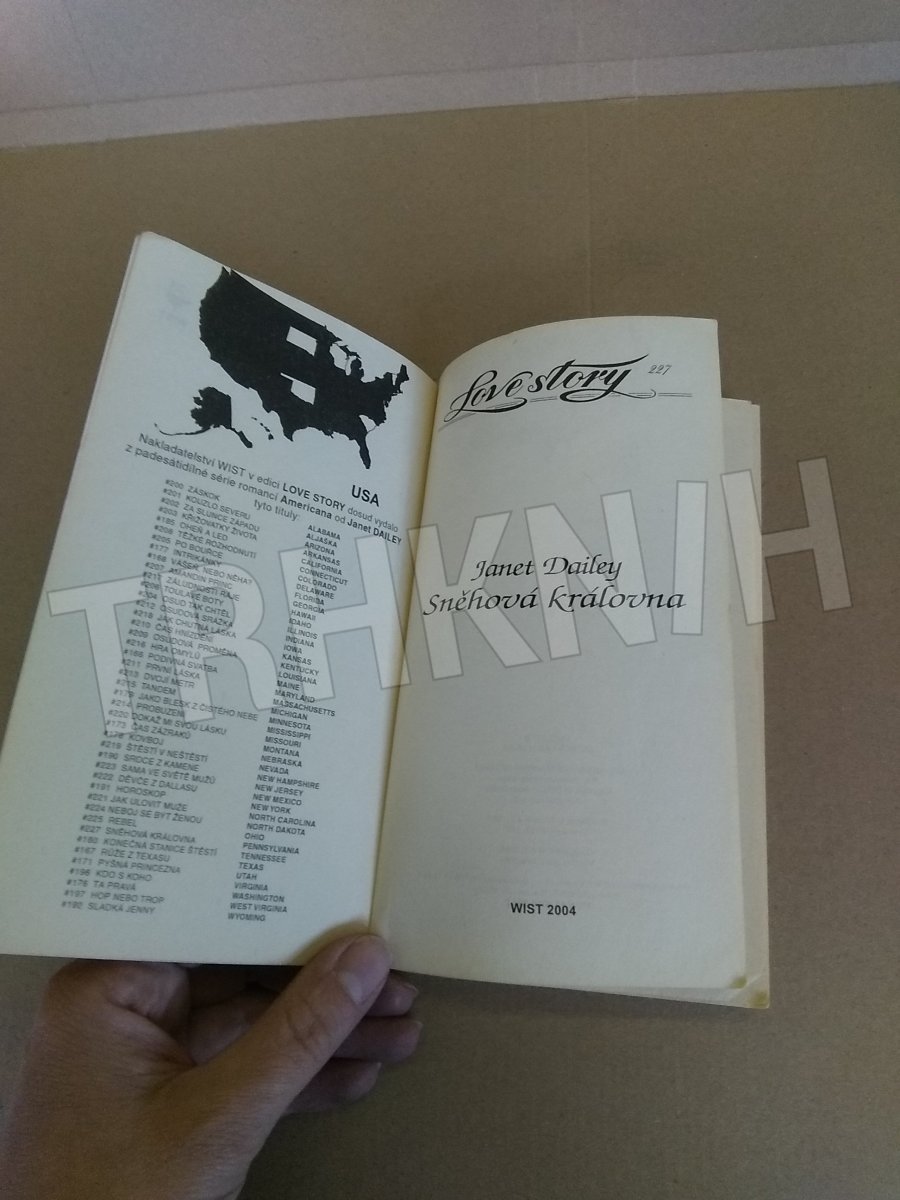 USA
Nakladatelství WIST v edici LOVE STORY dosud vydalo
z padesátidílné série romancí Americana od Janet DAILEY
tyto tituly:
#200 ZÁSKOK ALABAMA
#201 KOUZLO SEVERU ALJAŠKA
#202 ZA SLUNCE ZÁPADU ARIZONA
#203 KŘIŽOVATKY ŽIVOTA ARKANSAS
#185 OHEŇ A LED CALIFORNIA
#208 TĚŽKÉ ROZHODNUTÍ CONNECTICUT
#205 PO BOUŘCE COLORADO
#177 INTRIKÁNKY DELAWARE
#168 VÁŠEŇ, NEBO NĚHA? FLORIDA
#207 AMANDIN PRINC GEORGIA
#217 ZÁLUDNOSTI RÁJE HAWAII
#206 TOULAVÉ BOTY IDAHO
#204 OSUD TAK CHTĚL ILLINOIS
#212 OSUDOVÁ SRÁŽKA INDIANA
#218 JAK CHUTNÁ LÁSKA IOWA
#210 ČAS HNÍZDĚNÍ KANSAS
#209 OSUDOVÁ PROMĚNA KENTUCKY
#216 HRA OMYLŮ LOUISIANA
#166 PODIVNÁ SVATBA MAINE
#211 PRVNÍ LÁSKA MARYLAND
#213 DVOJÍ METR MASSACHUSETTS
#215 TANDEM MICHIGAN
#179 JAKO BLESK Z ČISTÉHO NEBE MINNESOTA
#214 PROBUZENÍ MISSISSIPPI
#220 DOKAŽ MI SVOU LÁSKU MISSOURI
#173 ČAS ZÁZRAKŮ MONTANA
#178 KOVBOJ NEBRASKA
#219 ŠTĚSTÍ V NEŠTĚSTÍ NEVADA
#190 SRDCE Z KAMENE NEW HAMPSHIRE
#223 SAMA VE SVĚTĚ MUŽŮ NEW JERSEY
#222 DĚVČE Z DALLASU NEW MEXICO
#191 HOROSKOP NEW YORK
#221 JAK ULOVIT MUŽE NORTH CAROLINA
#224 NEBOJ SE BÝT ŽENOU NORTH DAKOTA
#225 REBEL OHIO
#227 SNĚHOVÁ KRÁLOVNA PENNSYLVANIA
#180 KONEČNÁ STANICE ŠTĚSTÍ TENNESSEE
#167 RŮŽE Z TEXASU TEXAS
#171 PYŠNÁ PRINCEZNA UTAH
#196 KDO S KOHO VIRGINIA
#176 TA PRAVÁ WASHINGTON
#197 HOP NEBO TROP WEST VIRGINIA
#192 SLADKÁ JENNY WYOMING
Love story 227
Janet Dailey
Sněhová královna
WIST 2004
TRHKNIH